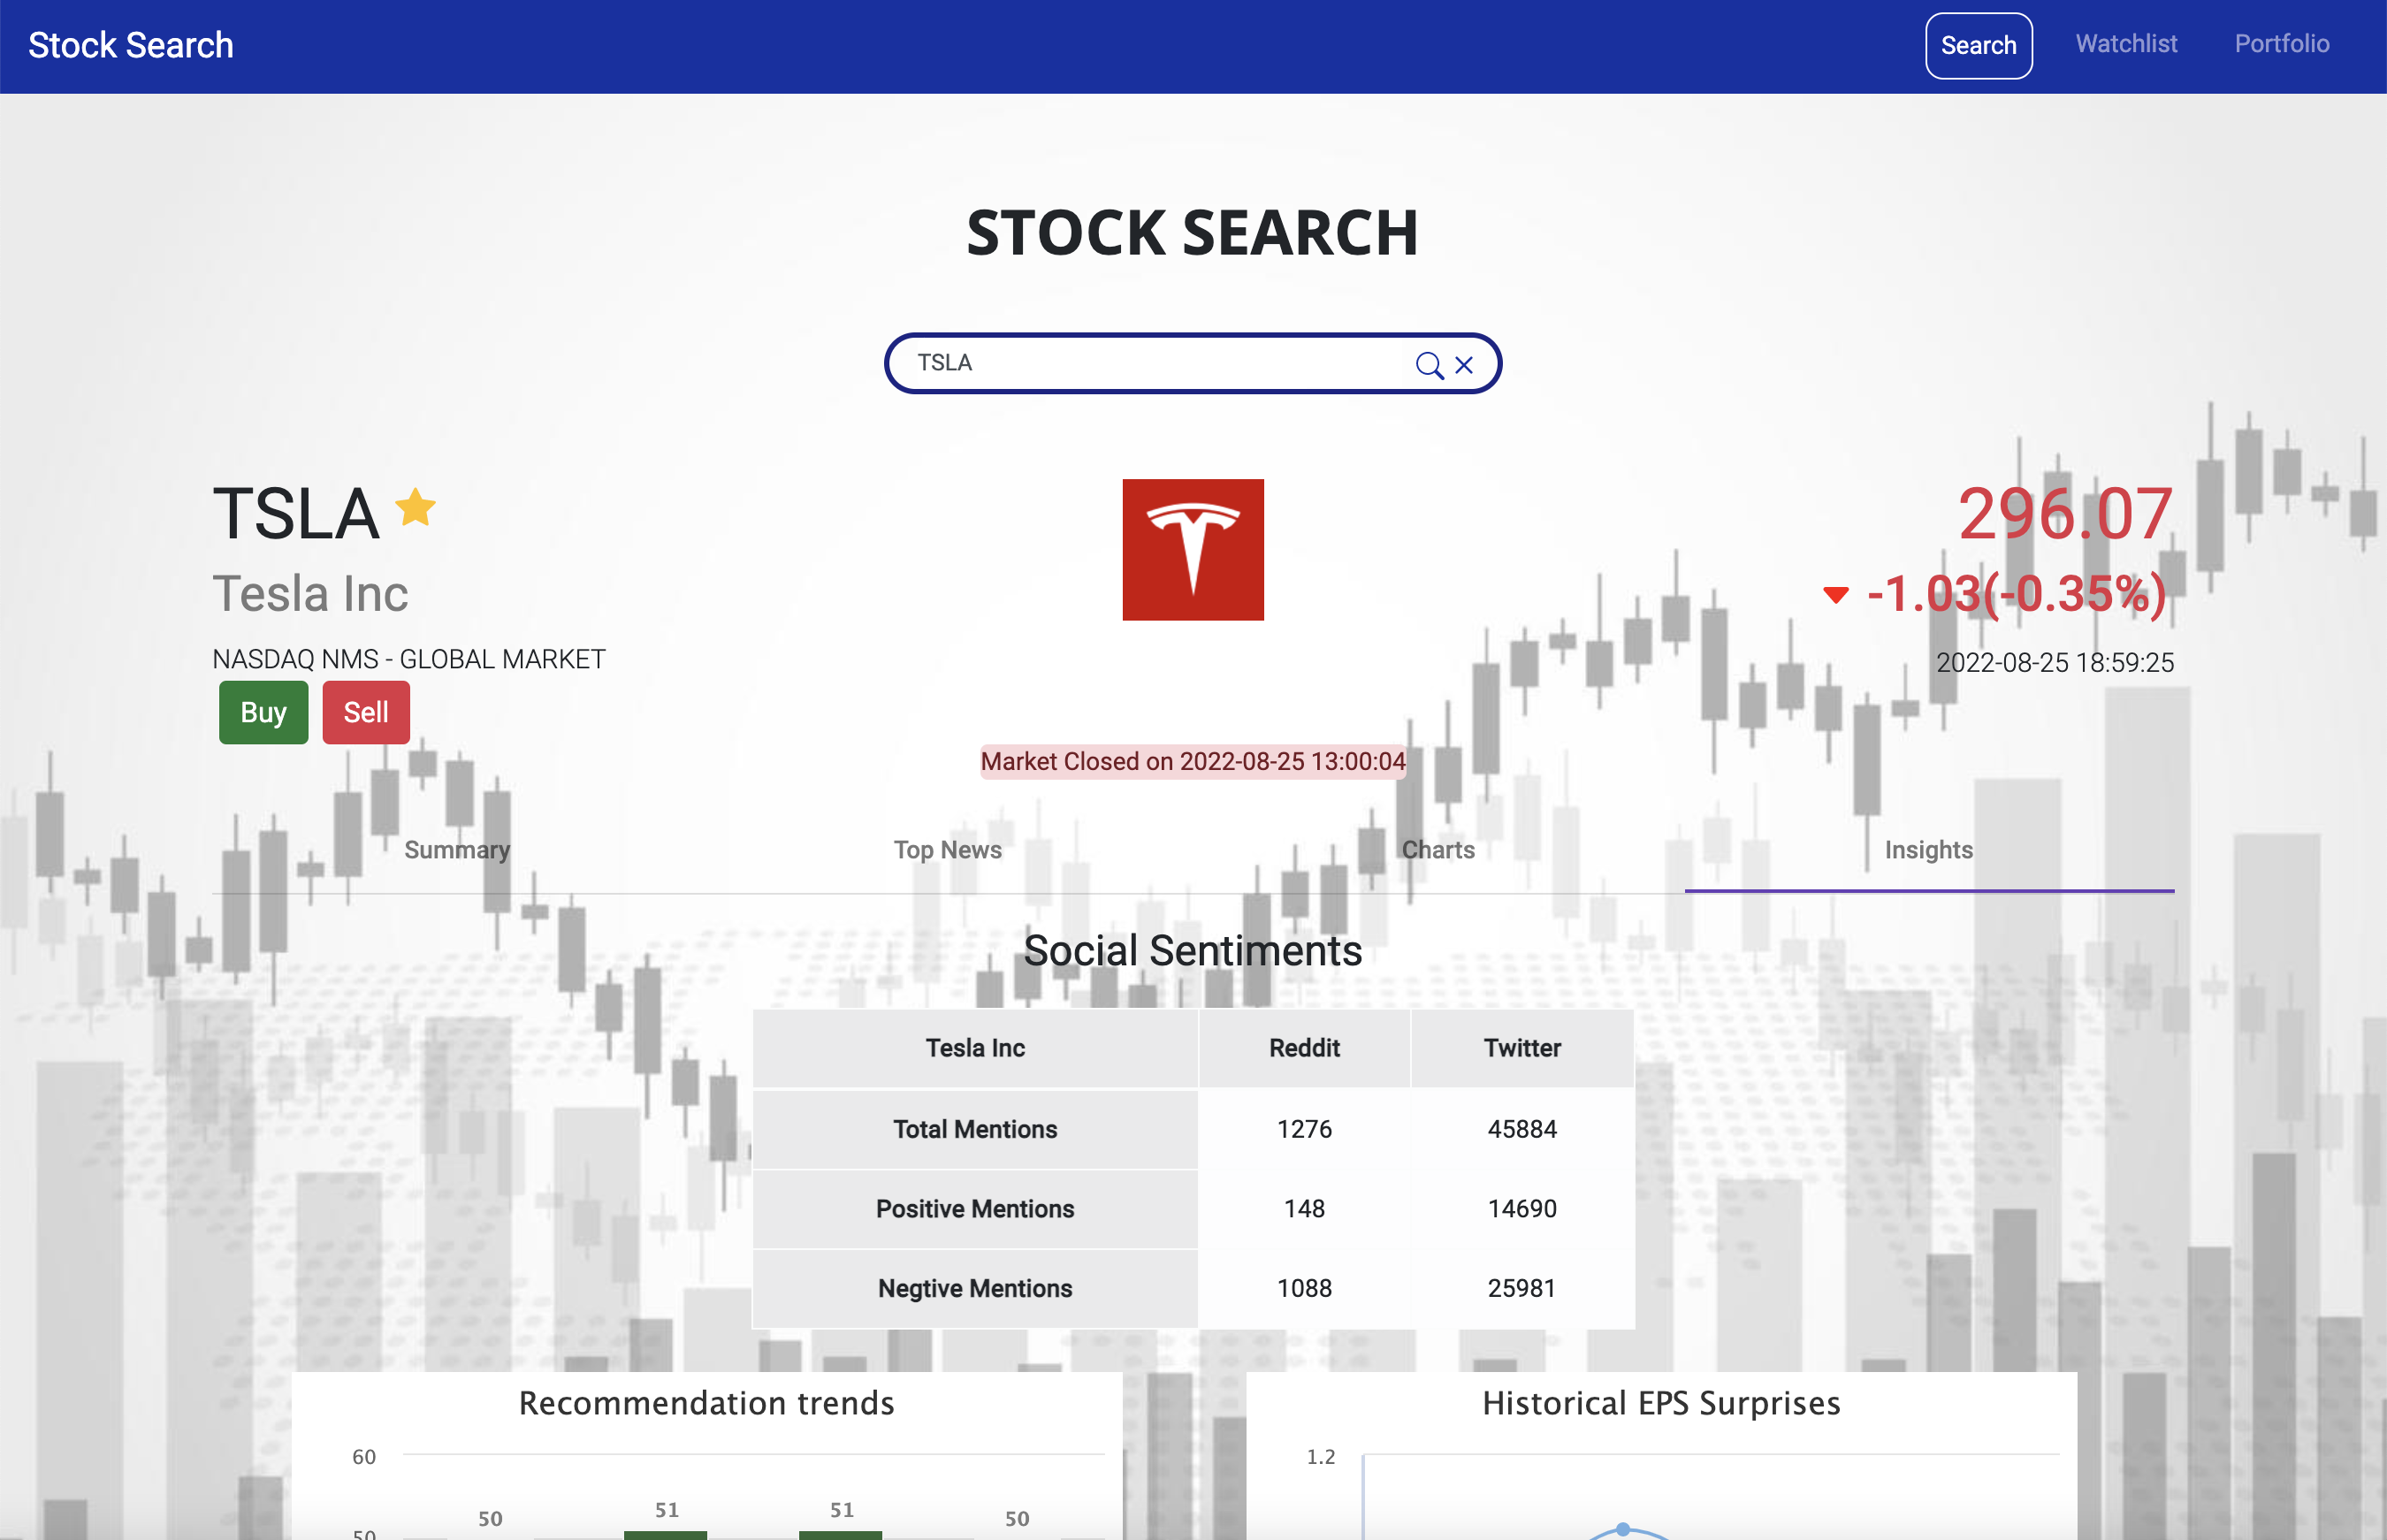 Stock Search
Search Watchlist Portfolio
STOCK SEARCH
TSLA
TSLA
296.07
Tesla Inc
-1.03(-0.35%)
NASDAQ NMS - GLOBAL MARKET
2022-08-25 18:59:25
Buy Sell
Market Closed on 2022-08-25 13:00:04
Summary Top News Charts Insights
Social Sentiments
Tesla Inc Reddit Twitter
Total Mentions 1276 45884
Positive Mentions 148 14690
Negtive Mentions 1088 25981
Recommendation trends
Historical EPS Surprises
60
1.2
50 51 51 50
50